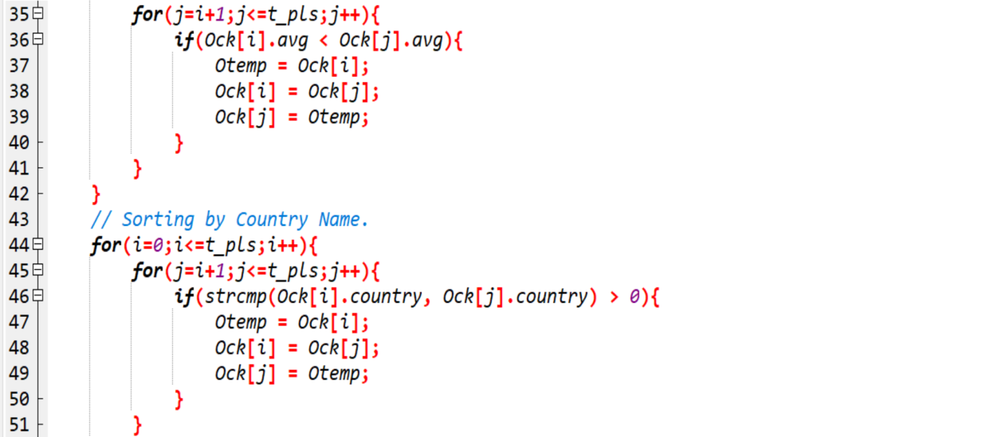 35 for(j=i+1;j<=t_pls;j++){
36 if(Ock[i].avg < Ock[j].avg){
37 Otemp = Ock[i];
38 Ock[i] = Ock[j];
39 Ock[j] = Otemp;
40 }
41 }
42 }
43 // Sorting by Country Name.
44 for(i=0;i<=t_pls;i++){
45 for(j=i+1;j<=t_pls;j++){
46 if(strcmp(Ock[i].country, Ock[j].country) > 0){
47 Otemp = Ock[i];
48 Ock[i] = Ock[j];
49 Ock[j] = Otemp;
50 }
51 }